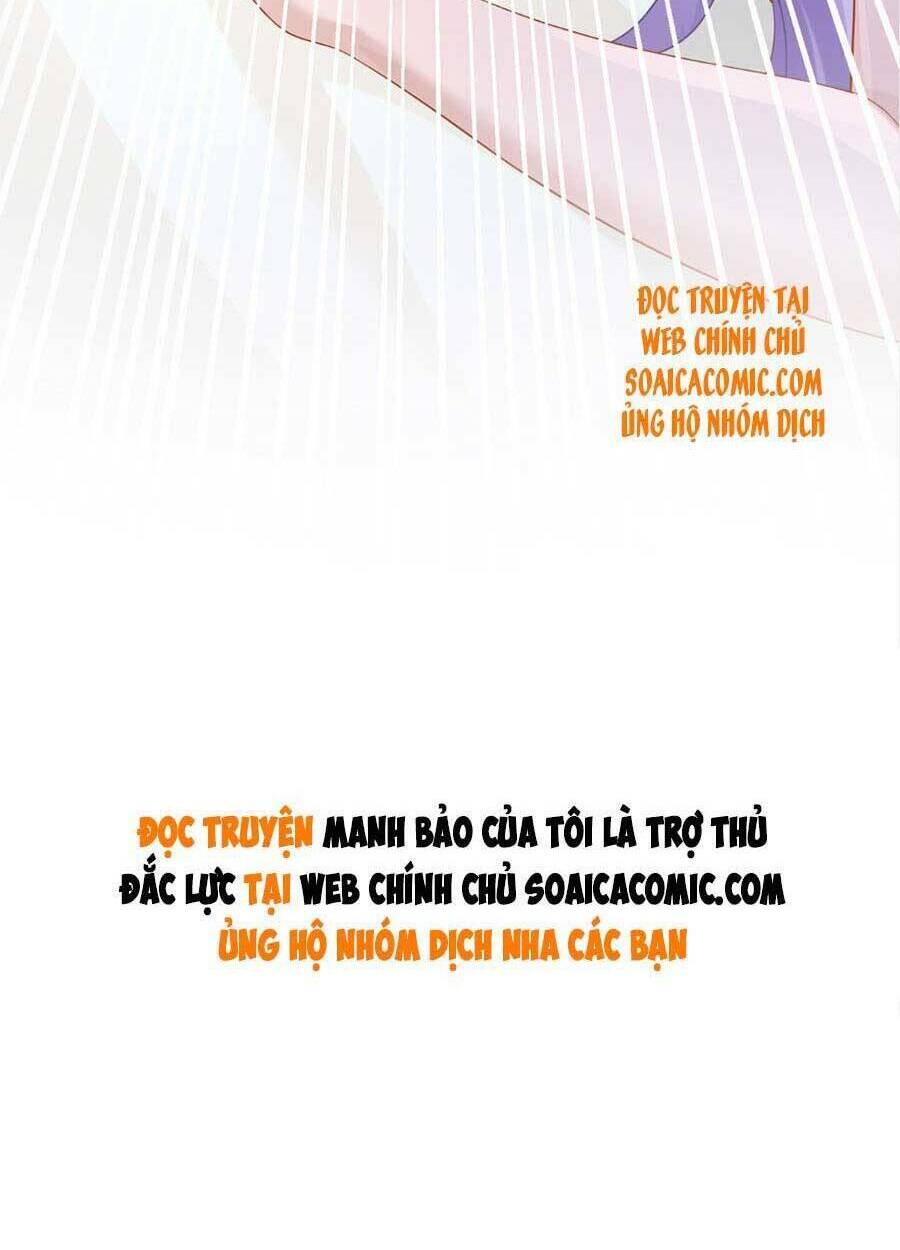 ĐỌC TRUYỆN TẠI
WEB CHÍNH CHỦ
SOAICACOMIC.COM
ỦNG HỘ NHÓM DỊCH
ĐỌC TRUYỆN MANH BẢO CỦA TÔI LÀ TRỢ THỦ
ĐẮC LỰC TẠI WEB CHÍNH CHỦ SOAICACOMIC.COM
ỦNG HỘ NHÓM DỊCH NHA CÁC BẠN